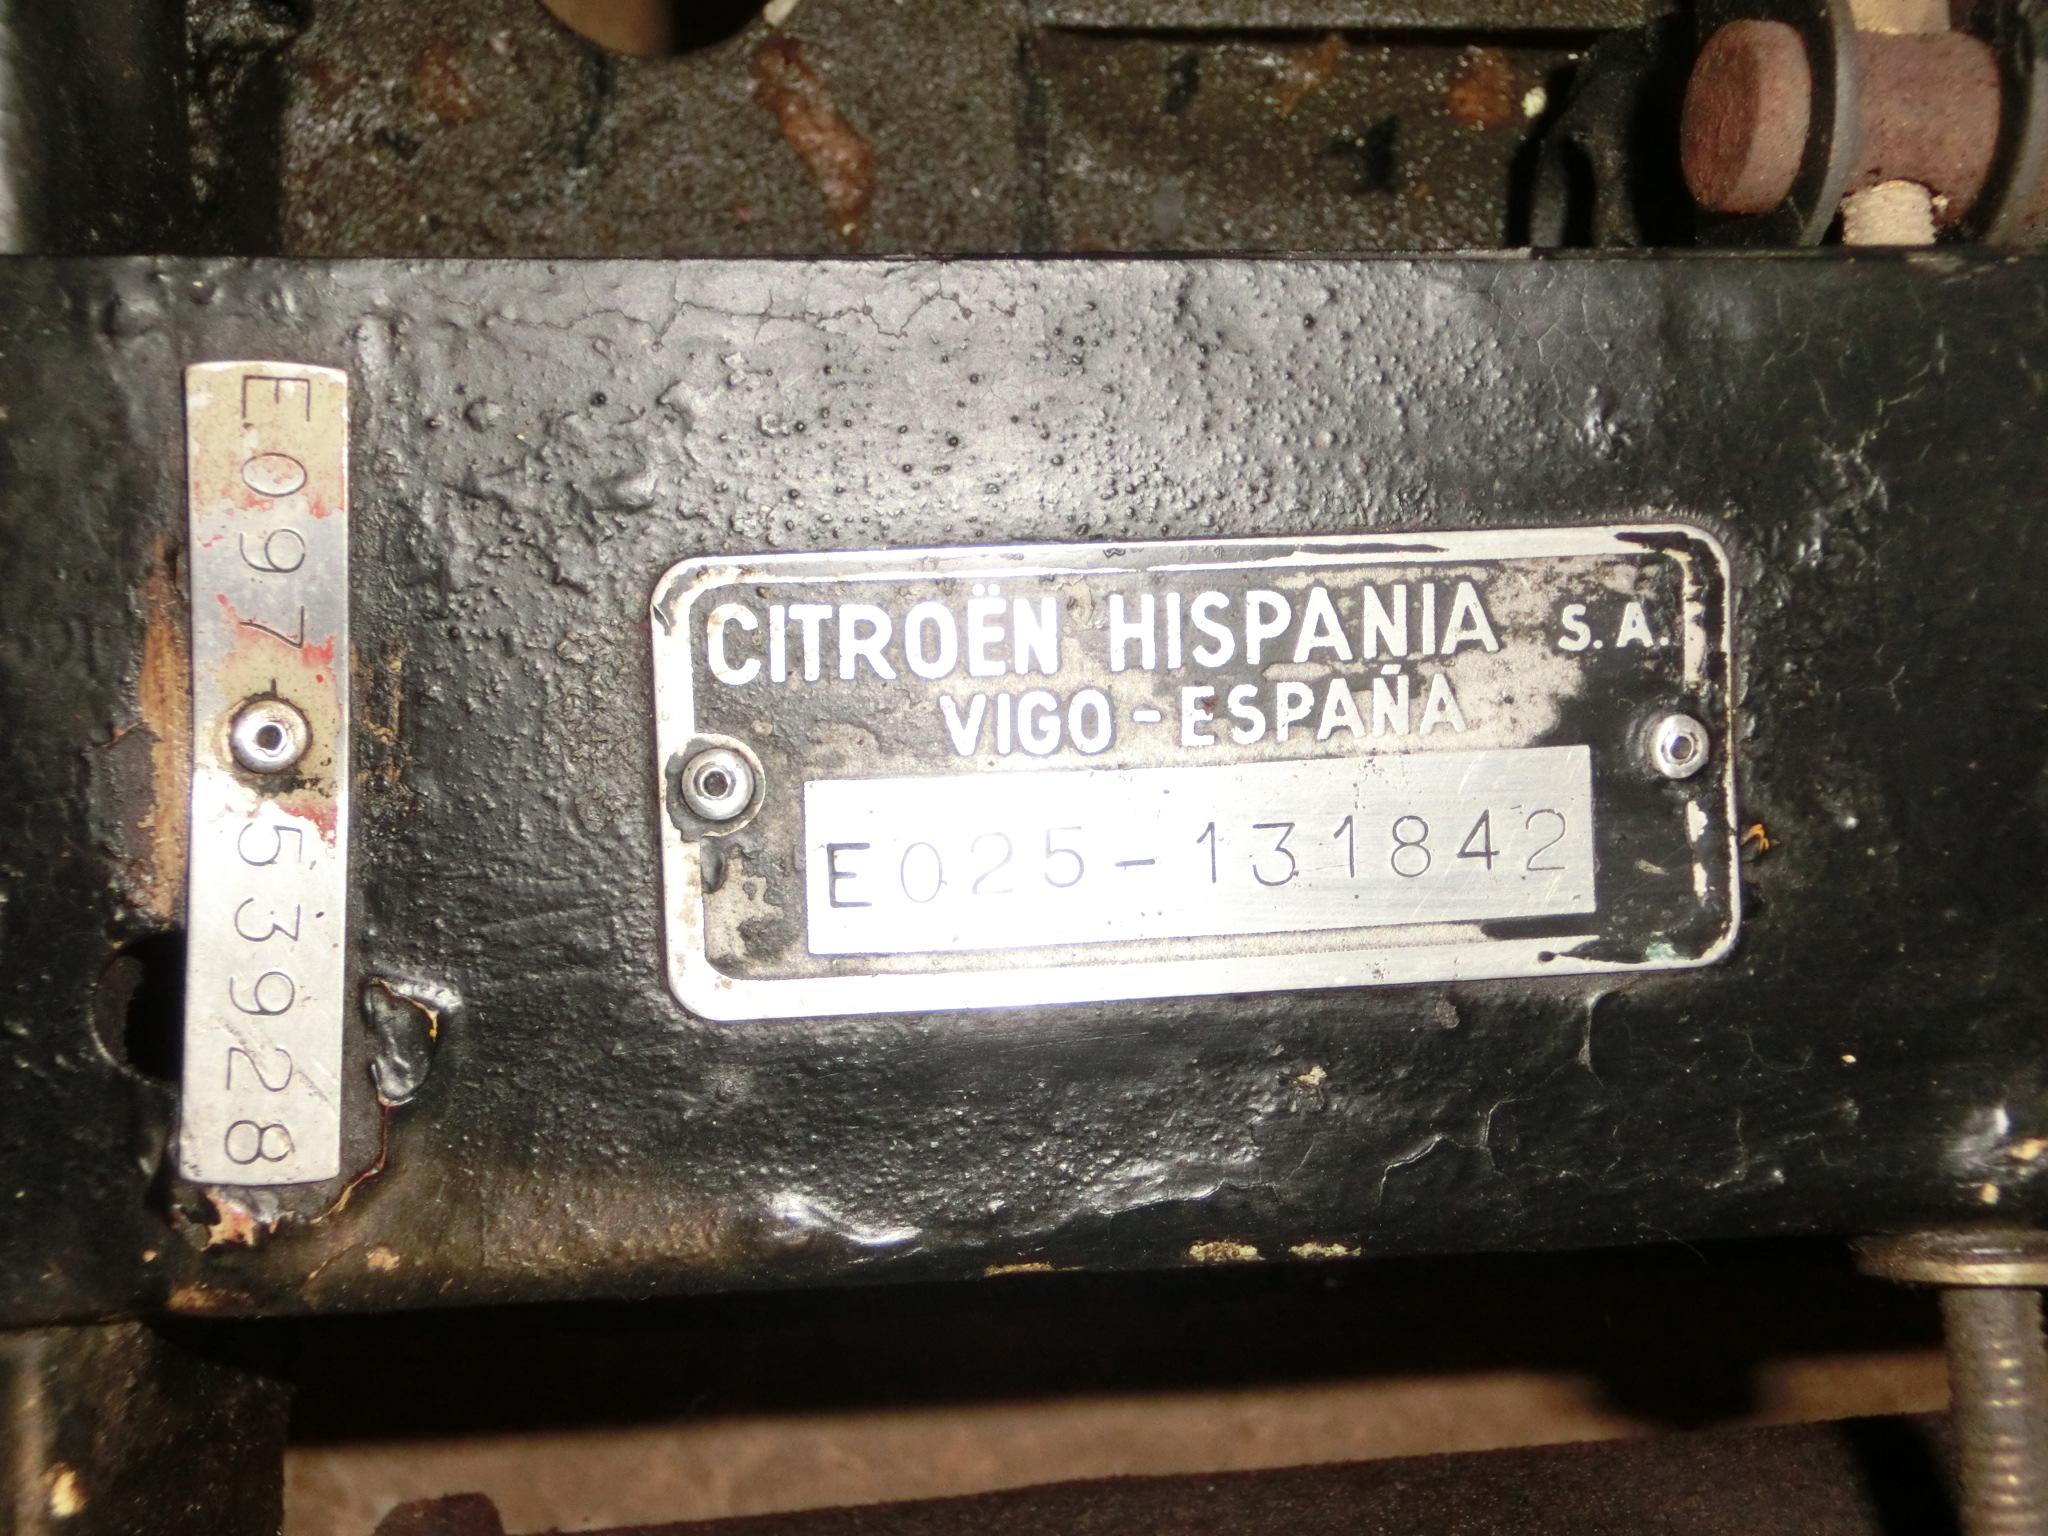 E097-53928
CITROËN HISPANIA S.A.
VIGO-ESPAÑA
E025-131842